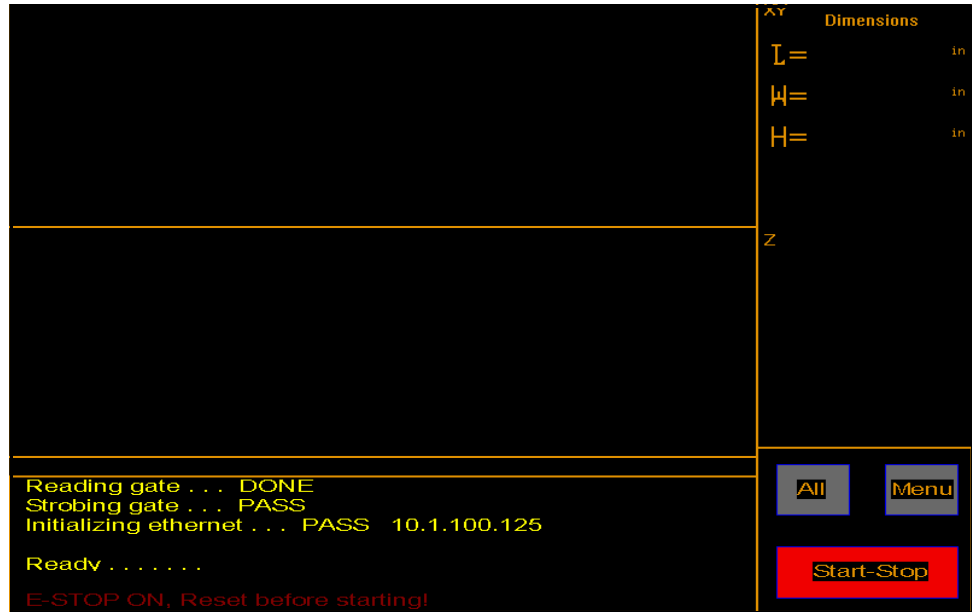 XY
Dimensions
L= in
W= in
H= in
Z
Reading gate . . . DONE
Strobing gate . . . PASS
Initializing ethernet . . . PASS 10.1.100.125
Ready . . . . . . .
E-STOP ON, Reset before starting!
All
Menu
Start-Stop